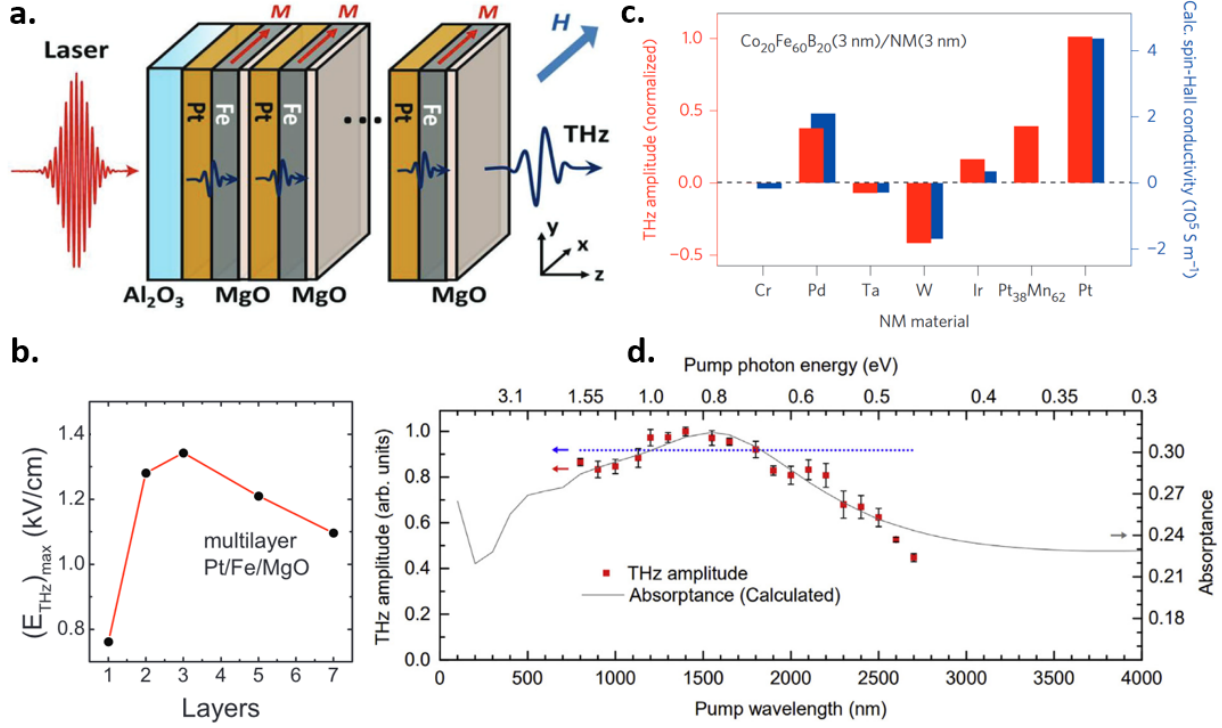 a.
M M M H
Laser
Pt Fe Pt Fe Pt Fe
THz
y
x
z
Al₂O₃ MgO MgO MgO
b.
(E_THz)_max (kV/cm)
1.4
1.2
1.0
0.8
multilayer
Pt/Fe/MgO
1 2 3 4 5 6 7
Layers
c.
Co₂₀Fe₆₀B₂₀(3 nm)/NM(3 nm)
THz amplitude (normalized)
1.0
0.5
0.0
−0.5
Calc. spin-Hall conductivity (10⁵ S m⁻¹)
4
2
0
−2
Cr Pd Ta W Ir Pt₃₈Mn₆₂ Pt
NM material
d.
Pump photon energy (eV)
3.1 1.55 1.0 0.8 0.6 0.5 0.4 0.35 0.3
THz amplitude (arb. units)
1.0
0.8
0.6
0.4
0.2
0.0
THz amplitude
Absorptance (Calculated)
0.30
0.27
0.24
0.21
0.18
Absorptance
0 500 1000 1500 2000 2500 3000 3500 4000
Pump wavelength (nm)